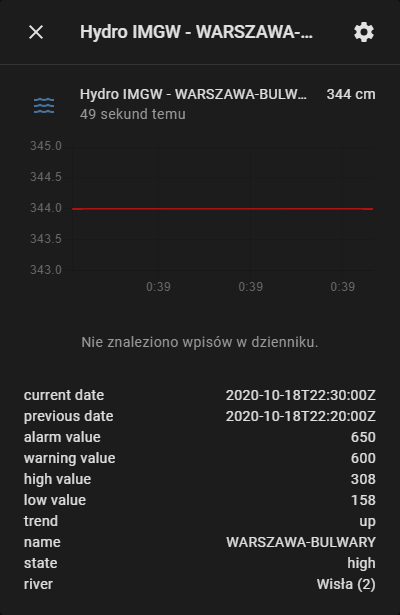 Hydro IMGW - WARSZAWA-...
Hydro IMGW - WARSZAWA-BULW... 344 cm
49 sekund temu
345.0
344.5
344.0
343.5
343.0
0:39 0:39 0:39
Nie znaleziono wpisów w dzienniku.
current date 2020-10-18T22:30:00Z
previous date 2020-10-18T22:20:00Z
alarm value 650
warning value 600
high value 308
low value 158
trend up
name WARSZAWA-BULWARY
state high
river Wisła (2)